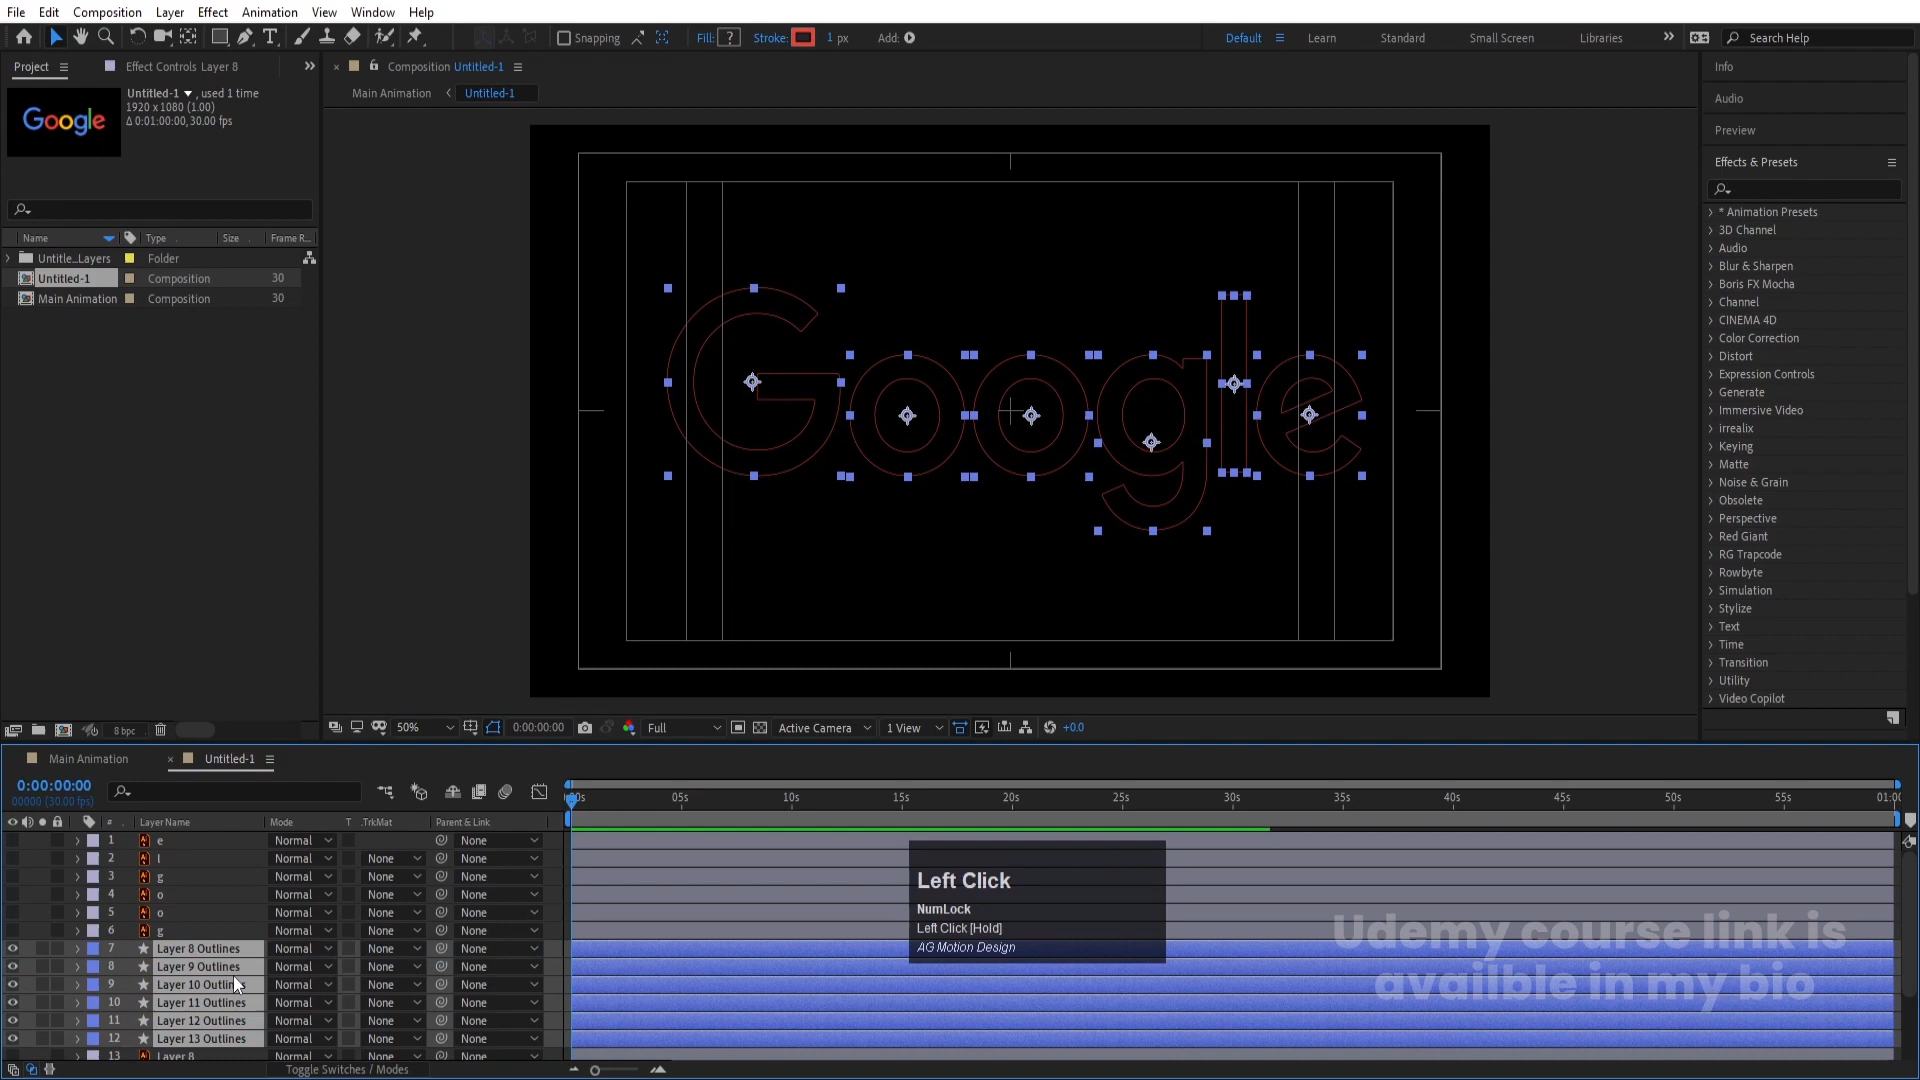 File Edit Composition Layer Effect Animation View Window Help
Snapping Fill: ? Stroke: 1 px Add: Default Learn Standard Small Screen Libraries Search Help
Project Effect Controls Layer 8
Composition Untitled-1
Main Animation Untitled-1
Google
Untitled-1 , used 1 time
1920 x 1080 (1.00)
Δ 0:01:00:00, 30.00 fps
Name Type Size Frame R...
Untitle...Layers Folder
Untitled-1 Composition 30
Main Animation Composition 30
8 bpc
Google
50% 0:00:00:00 Full Active Camera 1 View +0.0
Info
Audio
Preview
Effects & Presets
* Animation Presets
3D Channel
Audio
Blur & Sharpen
Boris FX Mocha
Channel
CINEMA 4D
Color Correction
Distort
Expression Controls
Generate
Immersive Video
irrealix
Keying
Matte
Noise & Grain
Obsolete
Perspective
Red Giant
RG Trapcode
Rowbyte
Simulation
Stylize
Text
Time
Transition
Utility
Video Copilot
Main Animation Untitled-1
0:00:00:00
00000 (30.00 fps)
05s 10s 15s 20s 25s 30s 35s 40s 45s 50s 55s
# Layer Name Mode T .TrkMat Parent & Link
1 e Normal None
2 l Normal None None
3 g Normal None None
4 o Normal None None
5 o Normal None None
6 g Normal None None
7 Layer 8 Outlines Normal None None
8 Layer 9 Outlines Normal None None
9 Layer 10 Outlines Normal None None
10 Layer 11 Outlines Normal None None
11 Layer 12 Outlines Normal None None
12 Layer 13 Outlines Normal None None
13 Layer 8 Normal None None
Toggle Switches / Modes
Left Click
NumLock
Left Click [Hold]
AG Motion Design
Udemy course link is
availble in my bio